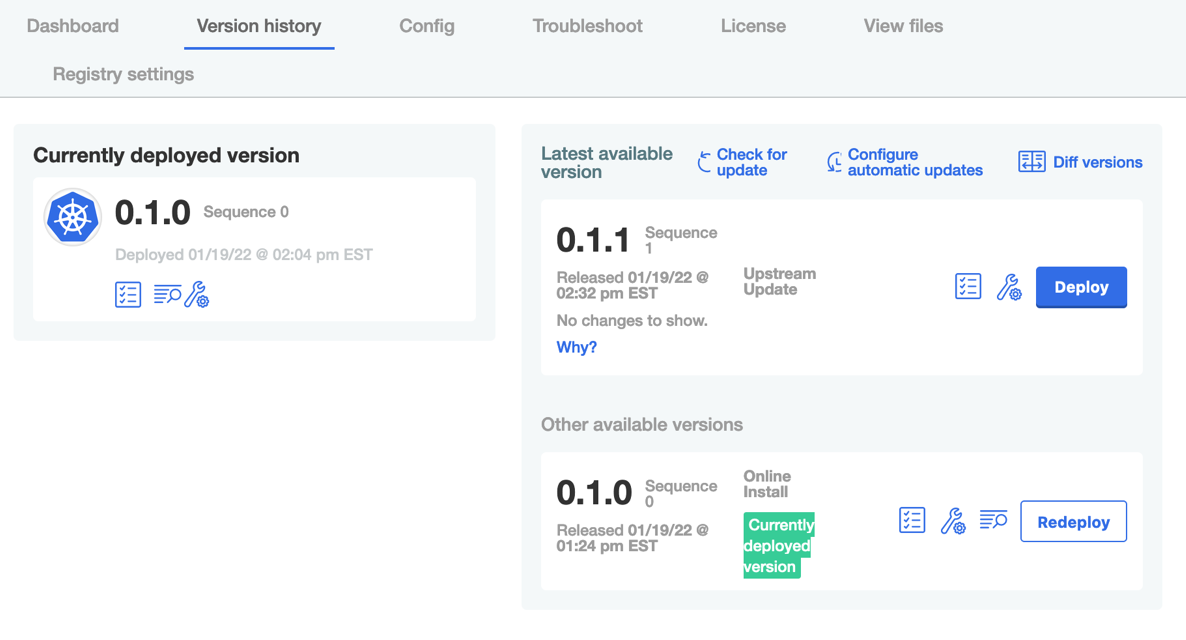 Dashboard
Version history
Config
Troubleshoot
License
View files
Registry settings
Currently deployed version
0.1.0 Sequence 0
Deployed 01/19/22 @ 02:04 pm EST
Latest available
version
Check for
update
Configure
automatic updates
Diff versions
0.1.1 Sequence
1
Released 01/19/22 @
02:32 pm EST
Upstream
Update
No changes to show.
Why?
Deploy
Other available versions
0.1.0 Sequence
0
Released 01/19/22 @
01:24 pm EST
Online
Install
Currently
deployed
version
Redeploy